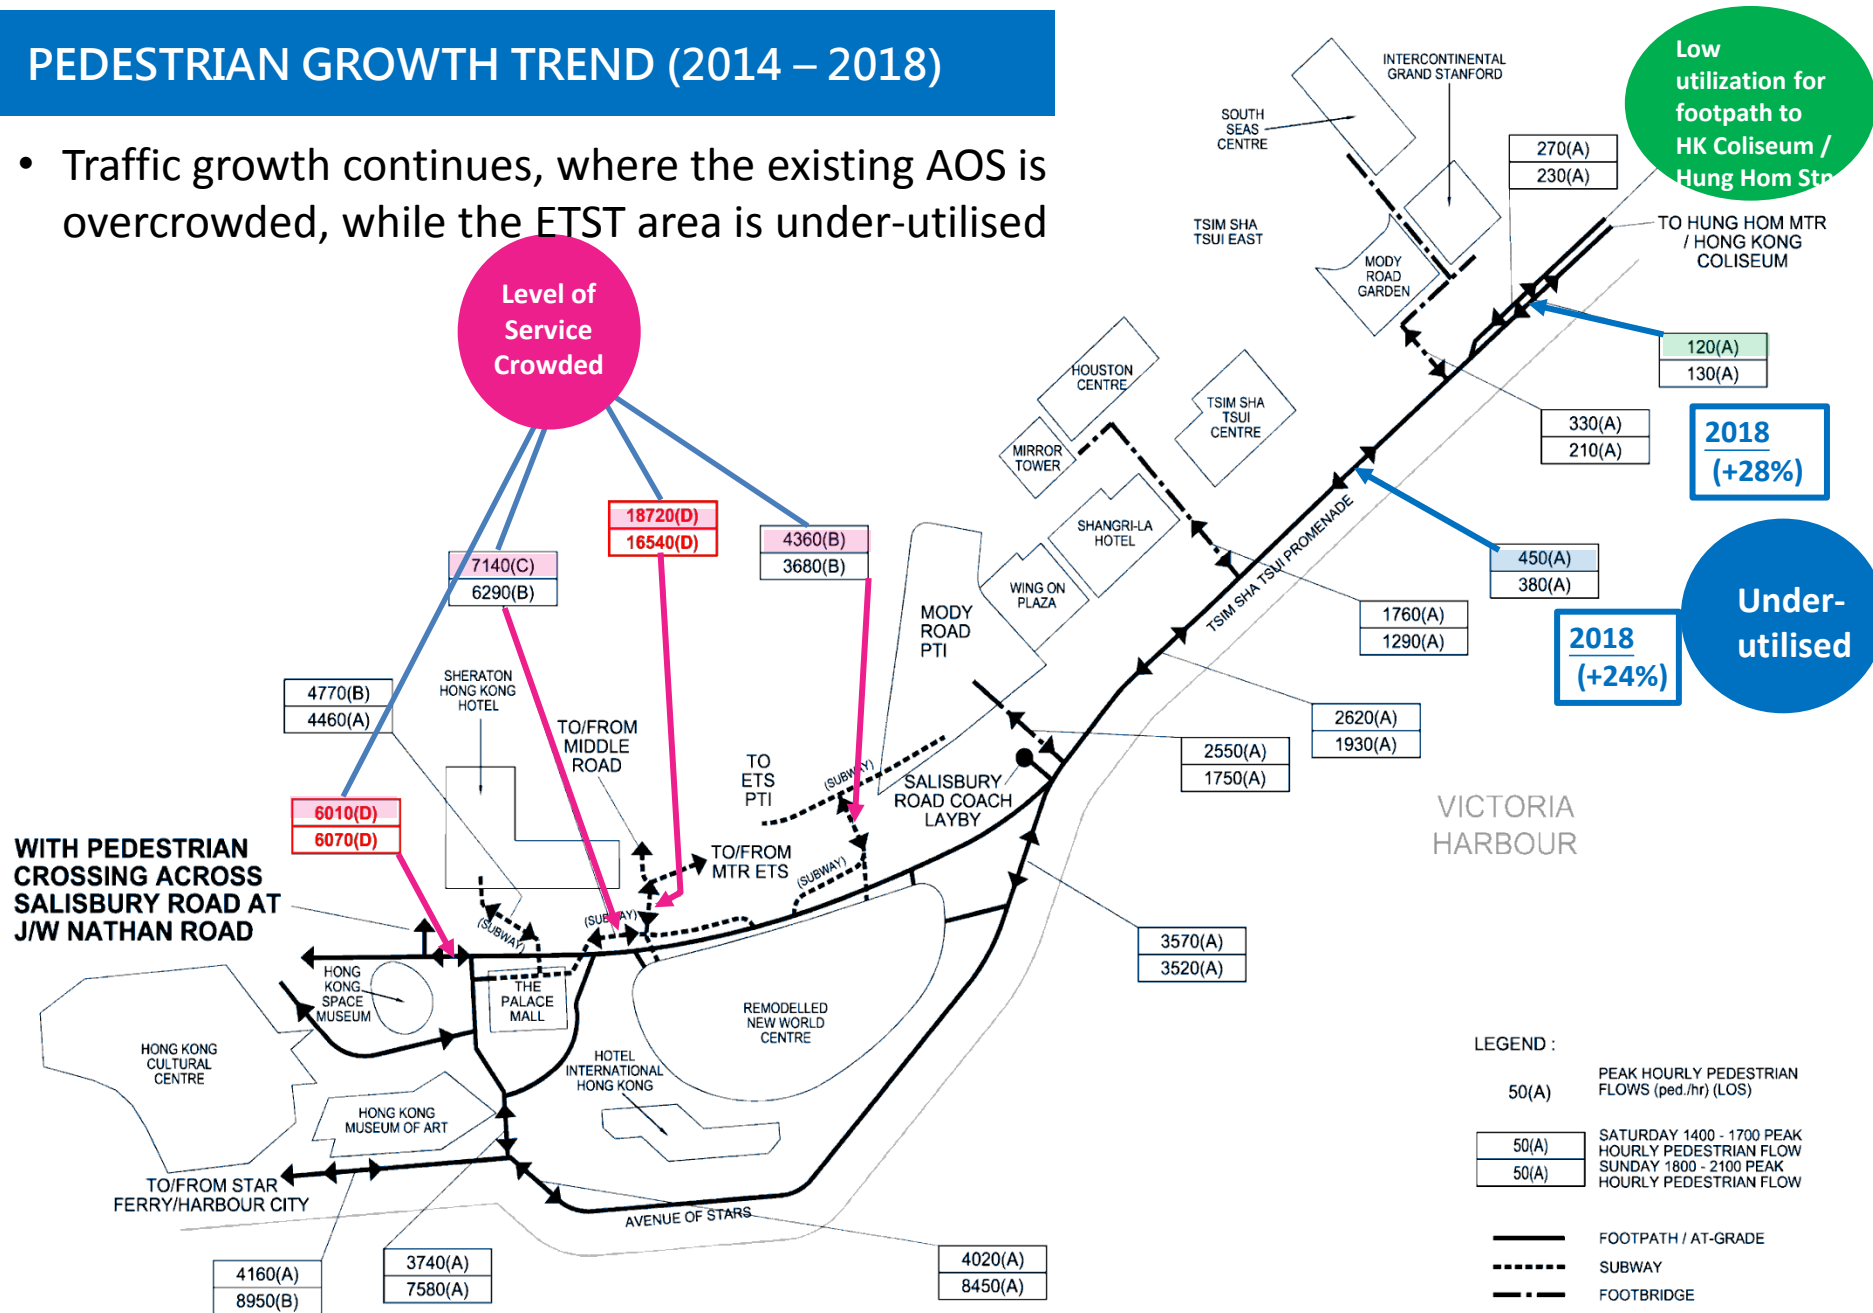 PEDESTRIAN GROWTH TREND (2014 – 2018)
• Traffic growth continues, where the existing AOS is
overcrowded, while the ETST area is under-utilised
Low
utilization for
footpath to
HK Coliseum /
Hung Hom Stn
INTERCONTINENTAL
GRAND STANFORD
SOUTH
SEAS
CENTRE
270(A)
230(A)
TSIM SHA
TSUI EAST
TO HUNG HOM MTR
/ HONG KONG
COLISEUM
MODY
ROAD
GARDEN
Level of
Service
Crowded
120(A)
130(A)
HOUSTON
CENTRE
TSIM SHA
TSUI
CENTRE
330(A)
210(A)
2018
(+28%)
MIRROR
TOWER
18720(D)
16540(D)
4360(B)
3680(B)
SHANGRI-LA
HOTEL
TSIM SHA TSUI PROMENADE
7140(C)
6290(B)
450(A)
380(A)
WING ON
PLAZA
MODY
ROAD
PTI
1760(A)
1290(A)
Under-
utilised
2018
(+24%)
4770(B)
4460(A)
SHERATON
HONG KONG
HOTEL
TO/FROM
MIDDLE
ROAD
2620(A)
1930(A)
TO
ETS
PTI
(SUBWAY)
SALISBURY
ROAD COACH
LAYBY
2550(A)
1750(A)
6010(D)
6070(D)
VICTORIA
HARBOUR
WITH PEDESTRIAN
CROSSING ACROSS
SALISBURY ROAD AT
J/W NATHAN ROAD
TO/FROM
MTR ETS
(SUBWAY)
(SUBWAY)
(SUBWAY)
3570(A)
3520(A)
HONG
KONG
SPACE
MUSEUM
THE
PALACE
MALL
REMODELLED
NEW WORLD
CENTRE
HONG KONG
CULTURAL
CENTRE
HOTEL
INTERNATIONAL
HONG KONG
HONG KONG
MUSEUM OF ART
TO/FROM STAR
FERRY/HARBOUR CITY
AVENUE OF STARS
4160(A)
8950(B)
3740(A)
7580(A)
4020(A)
8450(A)
LEGEND :
50(A)
PEAK HOURLY PEDESTRIAN
FLOWS (ped./hr) (LOS)
50(A)
50(A)
SATURDAY 1400 - 1700 PEAK
HOURLY PEDESTRIAN FLOW
SUNDAY 1800 - 2100 PEAK
HOURLY PEDESTRIAN FLOW
FOOTPATH / AT-GRADE
SUBWAY
FOOTBRIDGE